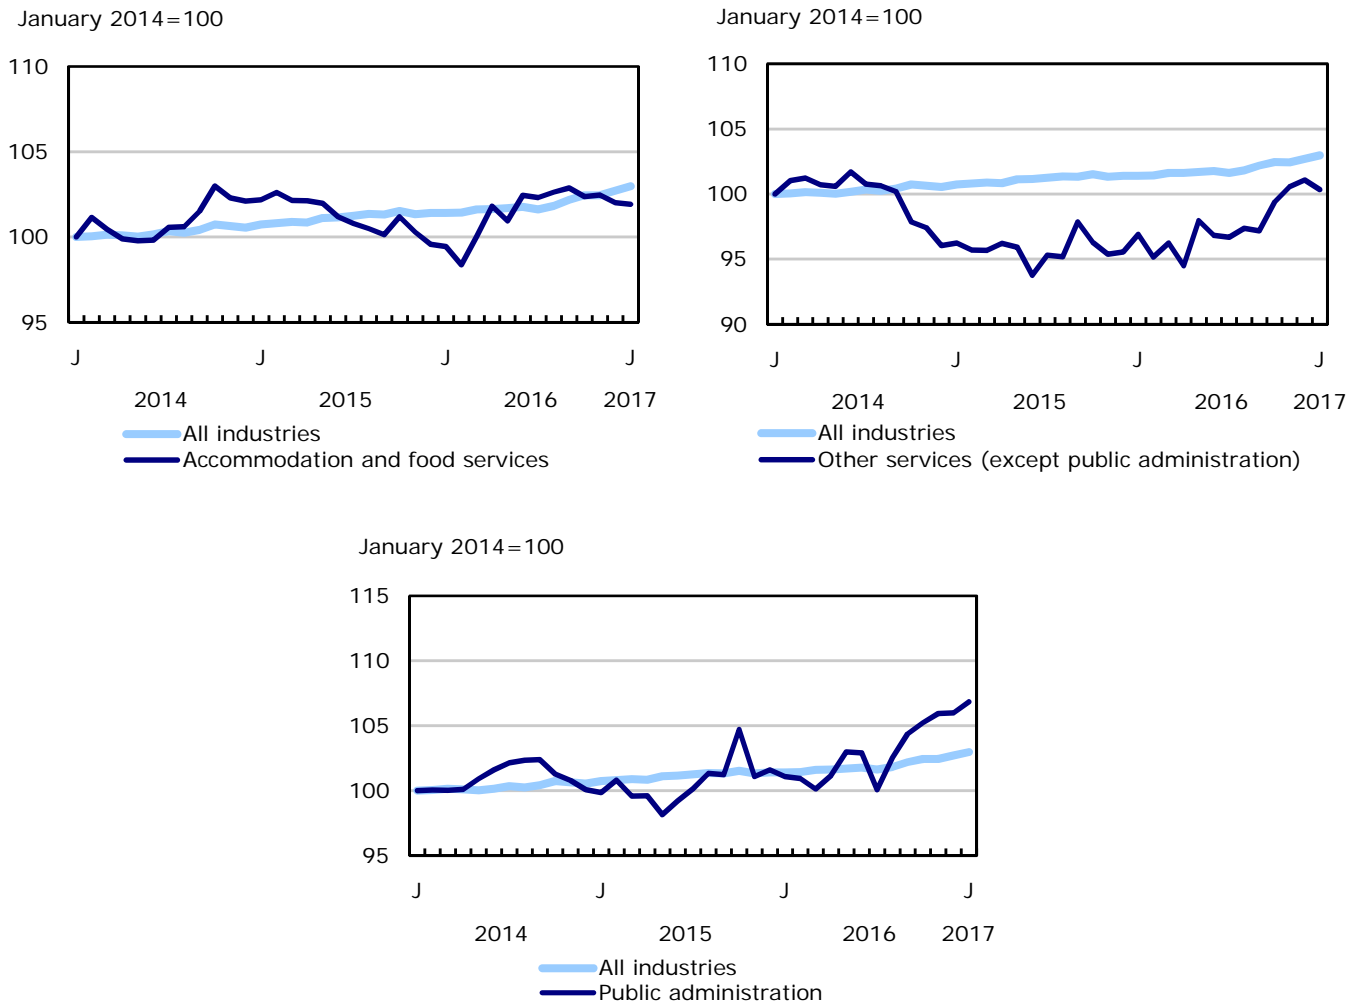 January 2014=100
110
105
100
95
J J J J
2014 2015 2016 2017
All industries
Accommodation and food services
January 2014=100
110
105
100
95
90
J J J J
2014 2015 2016 2017
All industries
Other services (except public administration)
January 2014=100
115
110
105
100
95
J J J J
2014 2015 2016 2017
All industries
Public administration